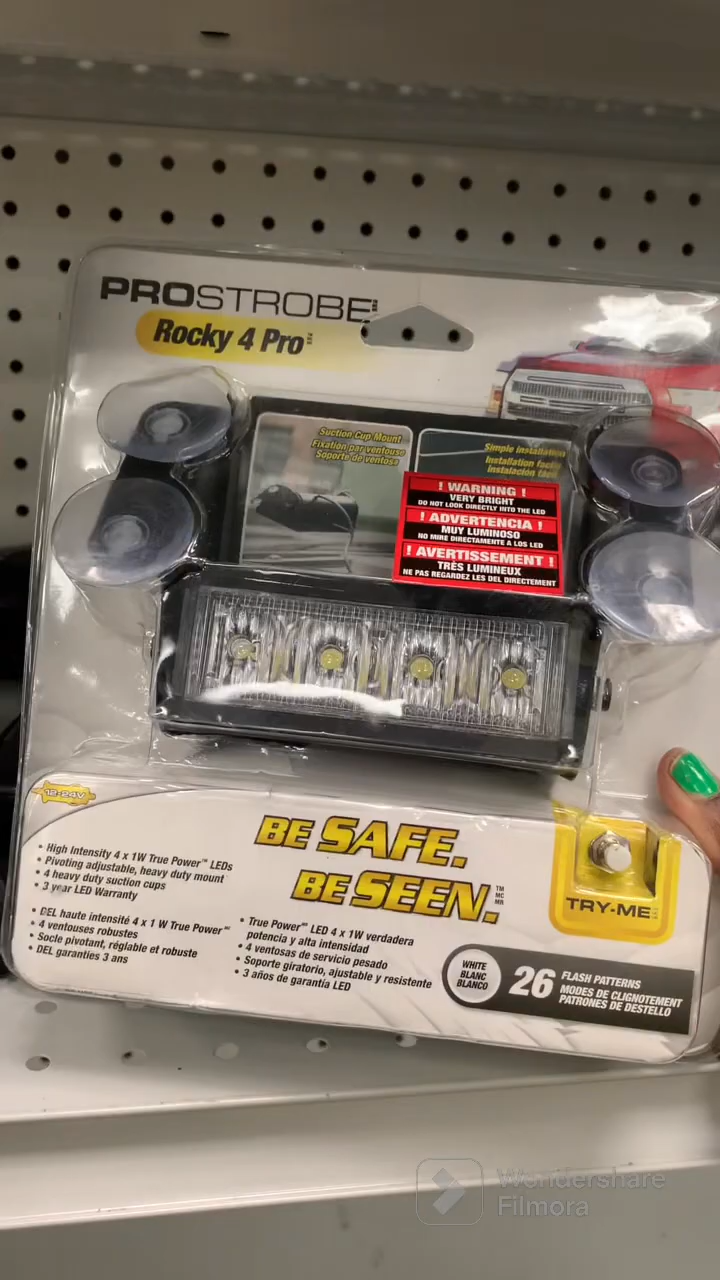 PROSTROBE
Rocky 4 Pro
Suction Cup Mount
Fixation par ventouse
Soporte de ventosa
Simple installation
! WARNING !
VERY BRIGHT
DO NOT LOOK DIRECTLY INTO THE LED
! ADVERTENCIA !
MUY LUMINOSO
NO MIRE DIRECTAMENTE A LOS LED
! AVERTISSEMENT !
TRÈS LUMINEUX
NE PAS REGARDEZ LES DEL DIRECTEMENT
12-24V
• High Intensity 4 x 1W True Power™ LEDs
• Pivoting adjustable, heavy duty mount
• 4 heavy duty suction cups
• 3 year LED Warranty
• DEL haute intensité 4 x 1 W True Power
• 4 ventouses robustes
• Socle pivotant, réglable et robuste
• DEL garanties 3 ans
BE SAFE.
BE SEEN.™
MC
MR
• True Power™ LED 4 x 1W verdadera
potencia y alta intensidad
• 4 ventosas de servicio pesado
• Soporte giratorio, ajustable y resistente
• 3 años de garantía LED
TRY-ME
WHITE
BLANC
BLANCO
26
FLASH PATTERNS
MODES DE CLIGNOTEMENT
PATRONES DE DESTELLO
Wondershare
Filmora